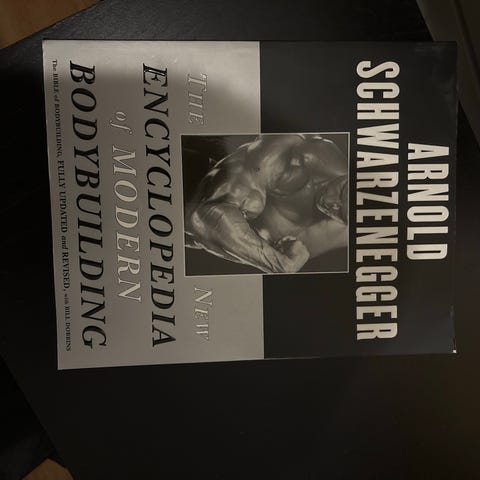 ARNOLD
SCHWARZENEGGER
THE NEW
ENCYCLOPEDIA
of MODERN
BODYBUILDING
The BIBLE of BODYBUILDING, FULLY UPDATED and REVISED, with BILL DOBBINS